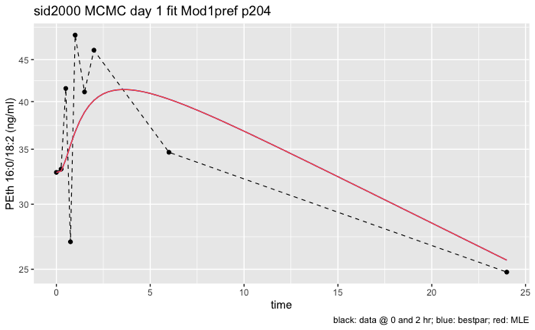 sid2000 MCMC day 1 fit Mod1pref p204
PEth 16:0/18:2 (ng/ml)
45
40
35
30
25
0
5
10
15
20
25
time
black: data @ 0 and 2 hr; blue: bestpar; red: MLE